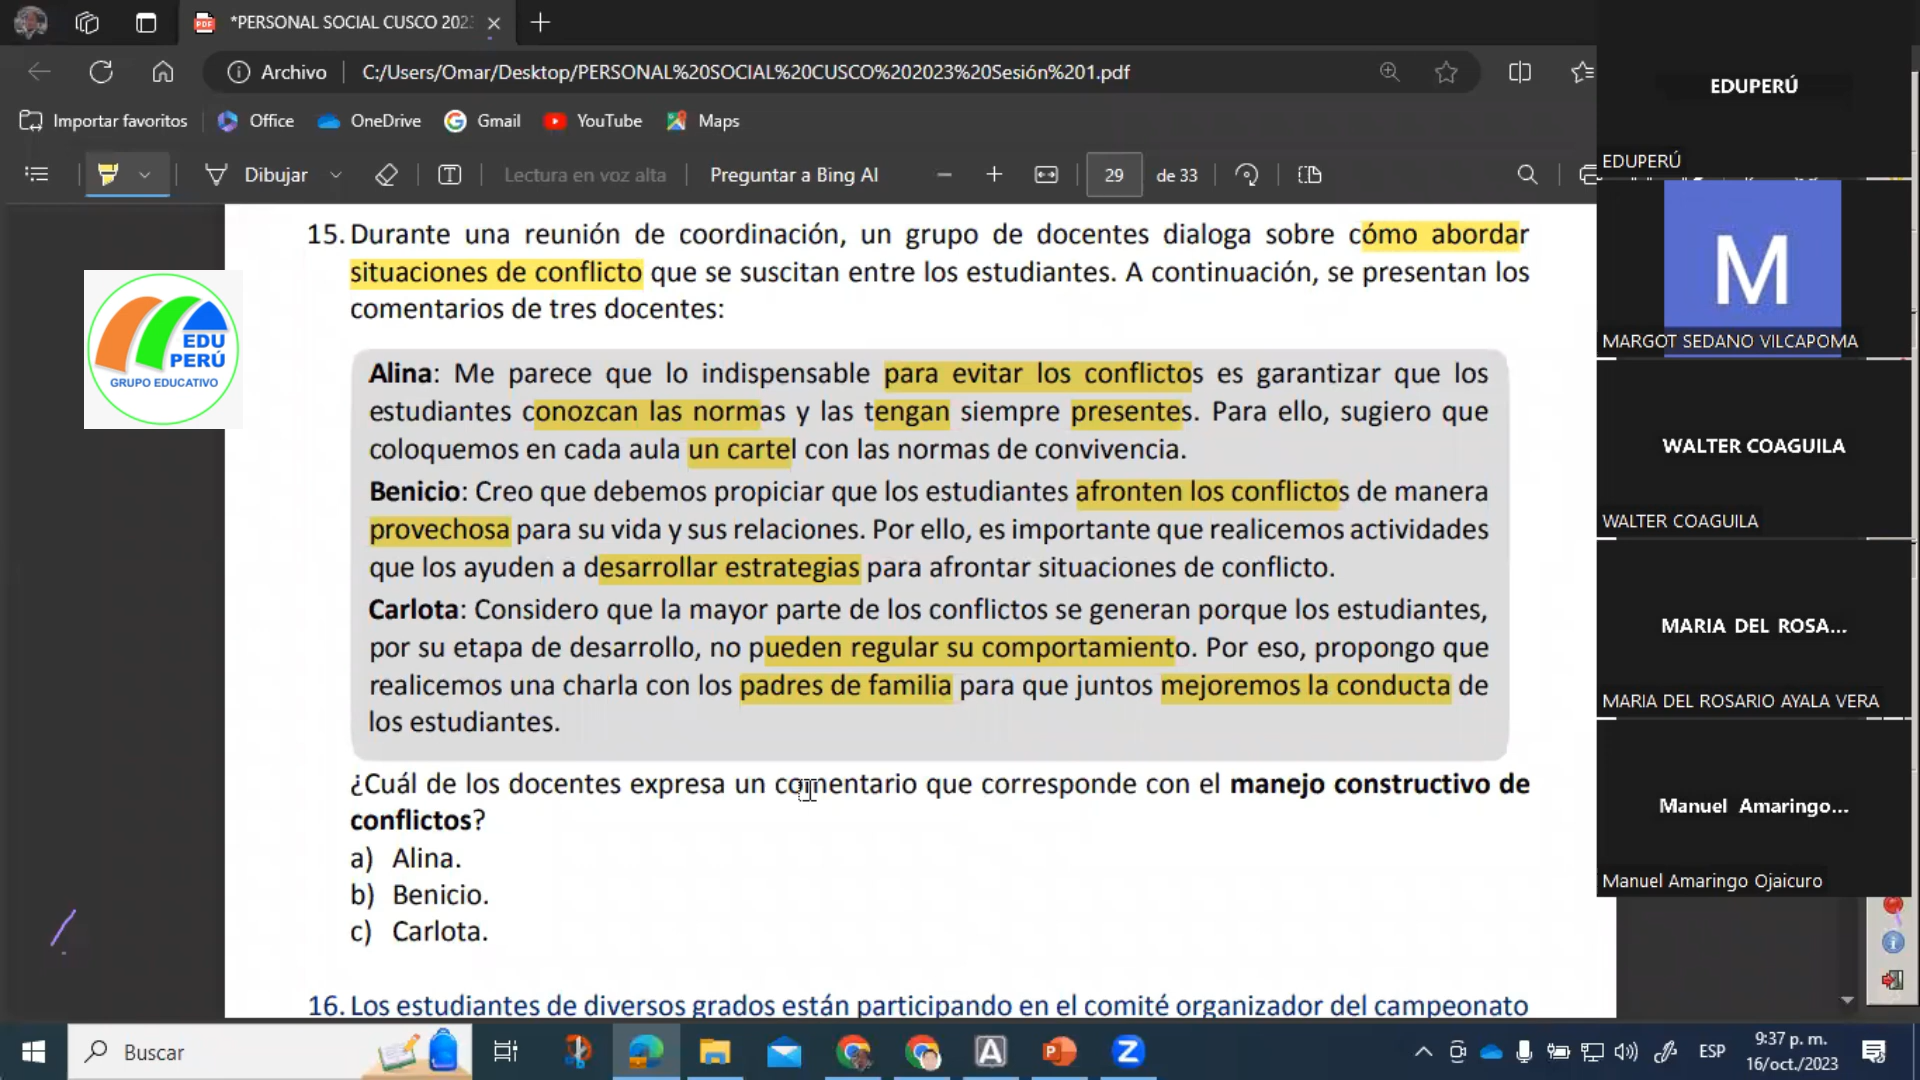 *PERSONAL SOCIAL CUSCO 202
Archivo
C:/Users/Omar/Desktop/PERSONAL%20SOCIAL%20CUSCO%202023%20Sesión%201.pdf
Importar favoritos
Office
OneDrive
Gmail
YouTube
Maps
Dibujar
Lectura en voz alta
Preguntar a Bing AI
29
de 33
15. Durante una reunión de coordinación, un grupo de docentes dialoga sobre cómo abordar
situaciones de conflicto que se suscitan entre los estudiantes. A continuación, se presentan los
comentarios de tres docentes:
Alina: Me parece que lo indispensable para evitar los conflictos es garantizar que los
estudiantes conozcan las normas y las tengan siempre presentes. Para ello, sugiero que
coloquemos en cada aula un cartel con las normas de convivencia.
Benicio: Creo que debemos propiciar que los estudiantes afronten los conflictos de manera
provechosa para su vida y sus relaciones. Por ello, es importante que realicemos actividades
que los ayuden a desarrollar estrategias para afrontar situaciones de conflicto.
Carlota: Considero que la mayor parte de los conflictos se generan porque los estudiantes,
por su etapa de desarrollo, no pueden regular su comportamiento. Por eso, propongo que
realicemos una charla con los padres de familia para que juntos mejoremos la conducta de
los estudiantes.
¿Cuál de los docentes expresa un comentario que corresponde con el manejo constructivo de
conflictos?
a) Alina.
b) Benicio.
c) Carlota.
16. Los estudiantes de diversos grados están participando en el comité organizador del campeonato
EDU
PERÚ
GRUPO EDUCATIVO
EDUPERÚ
EDUPERÚ
M
MARGOT SEDANO VILCAPOMA
WALTER COAGUILA
WALTER COAGUILA
MARIA DEL ROSA...
MARIA DEL ROSARIO AYALA VERA
Manuel Amaringo...
Manuel Amaringo Ojaicuro
Buscar
ESP
9:37 p. m.
16/oct./2023